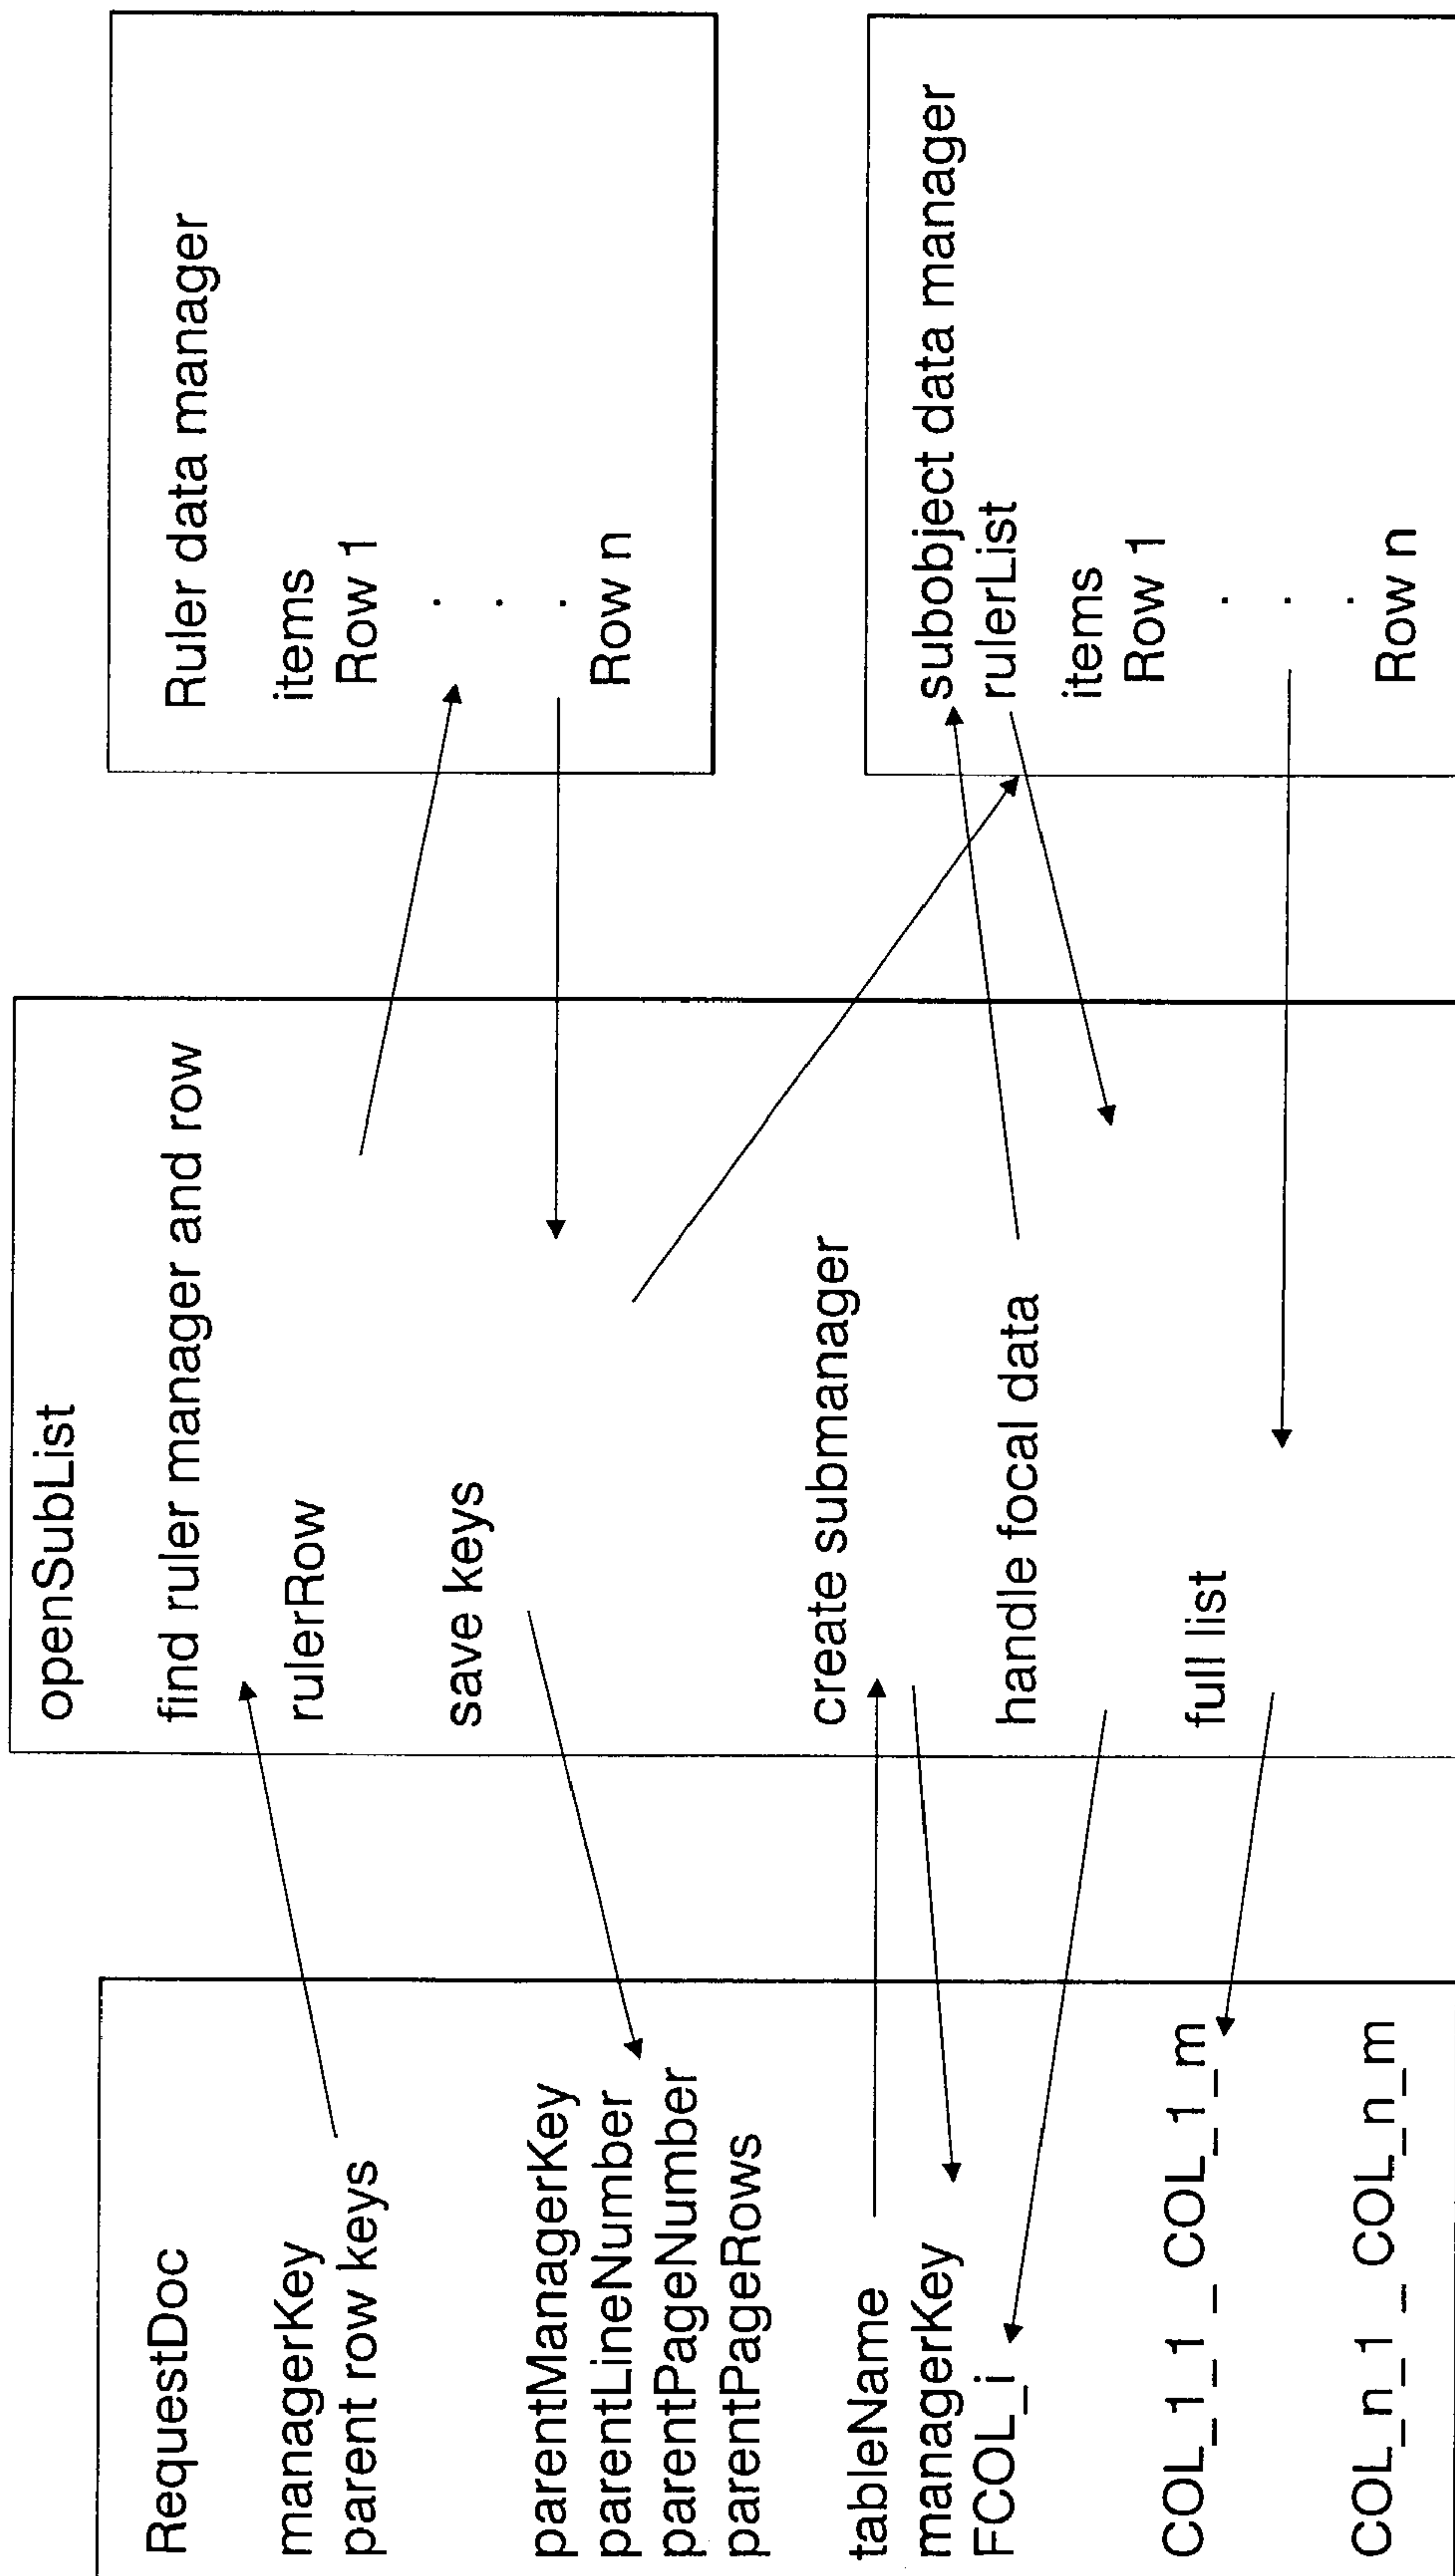 RequestDoc
managerKey
parent row keys
parentManagerKey
parentLineNumber
parentPageNumber
parentPageRows
tableName
managerKey
FCOL_i
COL_1_1 _ COL_1_m
COL_n_1 _ COL_n_m
openSubList
find ruler manager and row
rulerRow
save keys
create submanager
handle focal data
full list
Ruler data manager
items
Row 1
.
.
.
Row n
subobject data manager
rulerList
items
Row 1
.
.
.
Row n